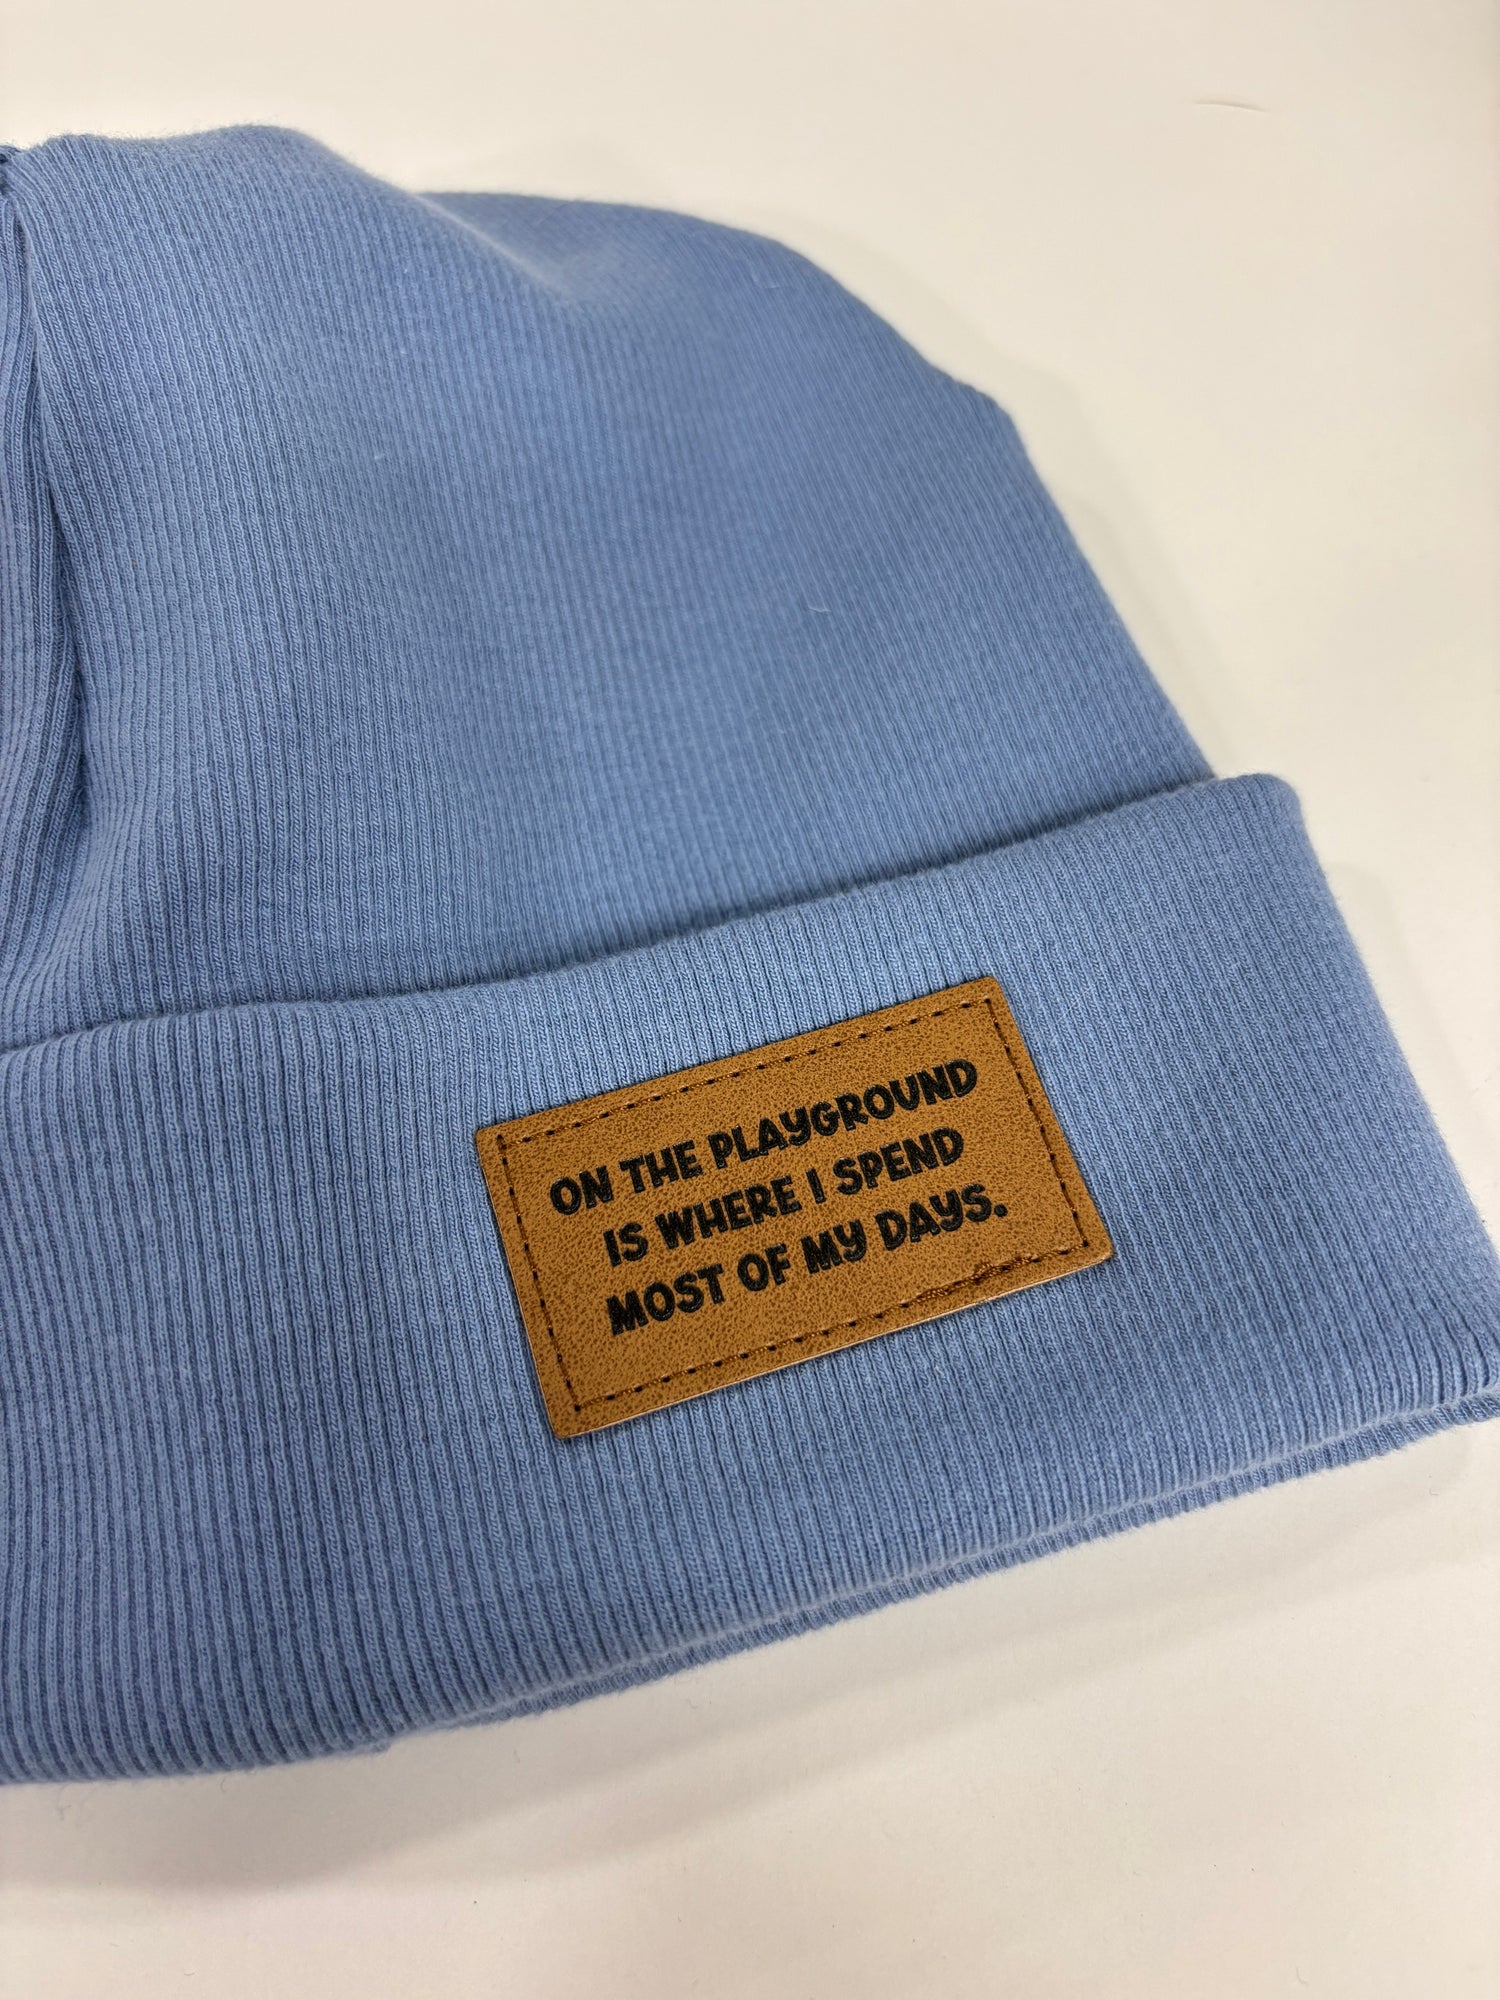 ON THE PLAYGROUND
IS WHERE I SPEND
MOST OF MY DAYS.